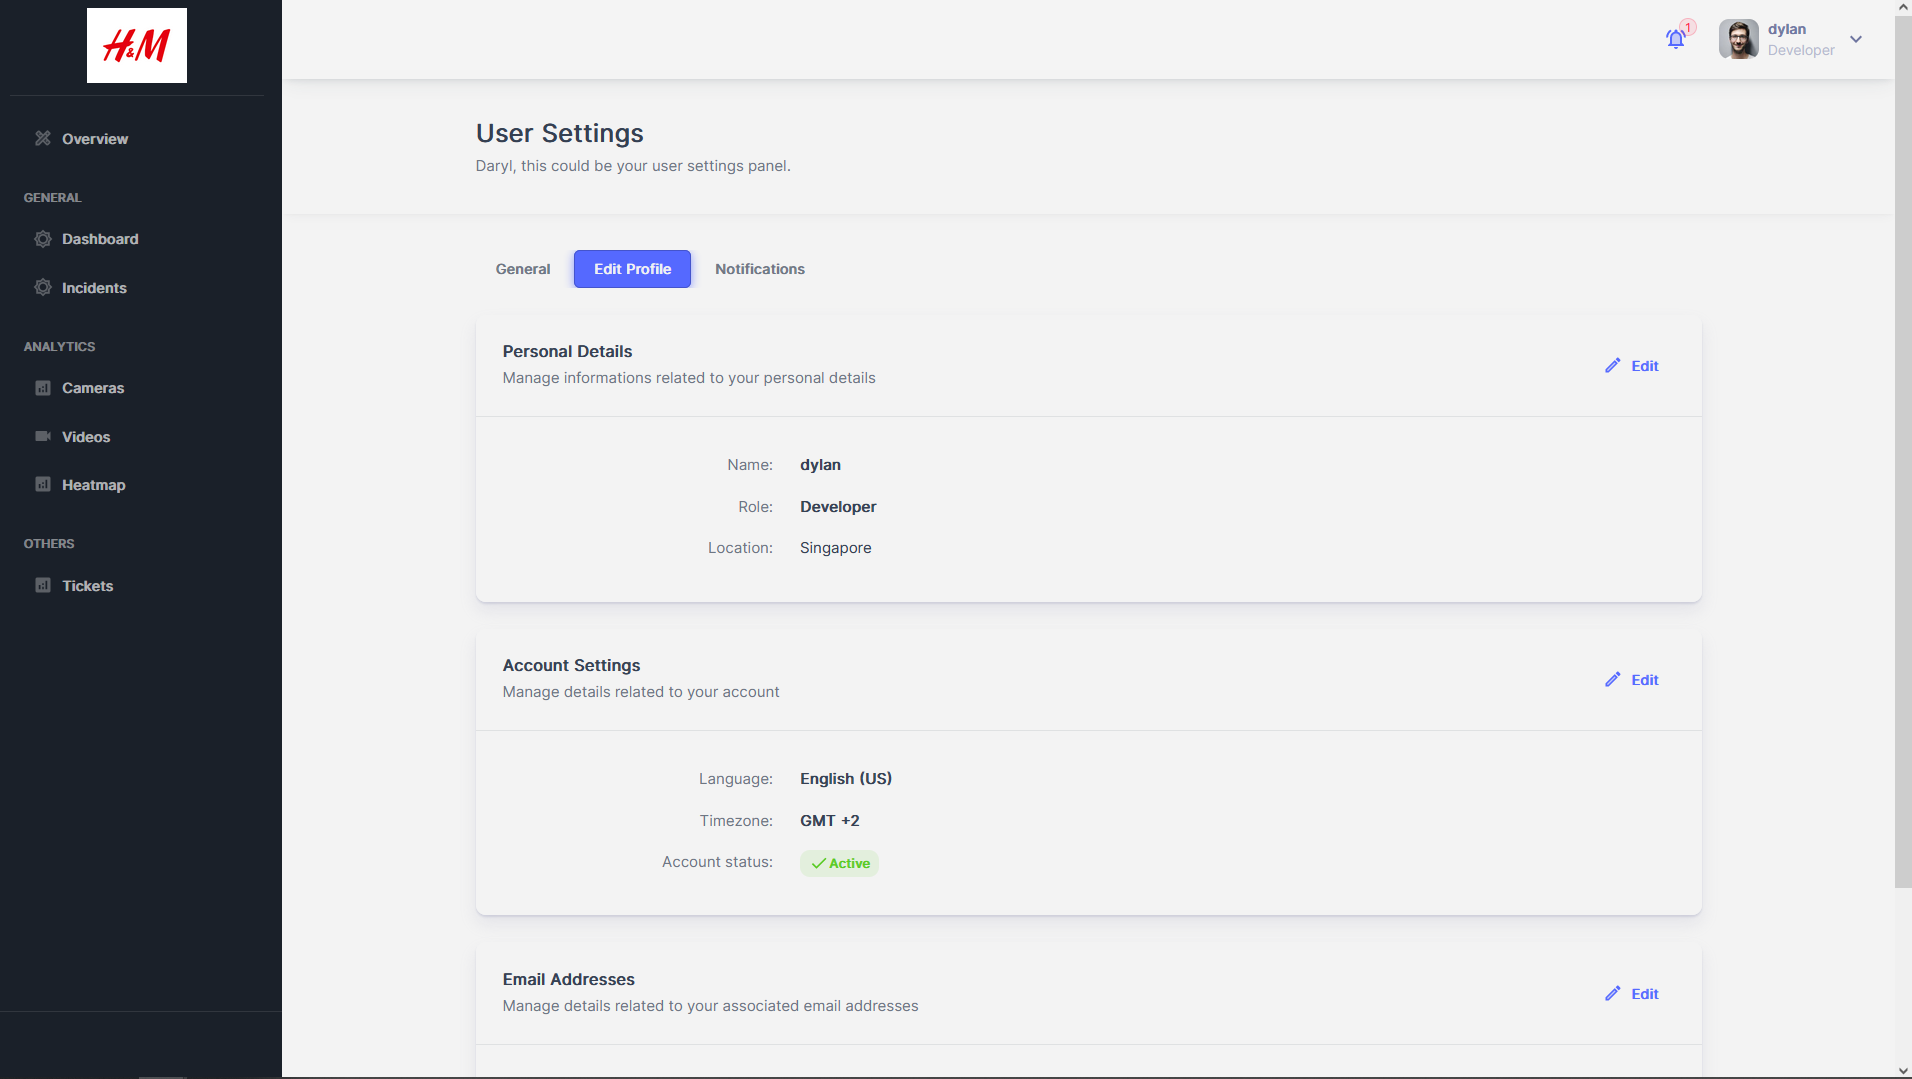 H&M
Overview
GENERAL
Dashboard
Incidents
ANALYTICS
Cameras
Videos
Heatmap
OTHERS
Tickets
1
dylan
Developer
User Settings
Daryl, this could be your user settings panel.
General
Edit Profile
Notifications
Personal Details
Manage informations related to your personal details
Edit
Name: dylan
Role: Developer
Location: Singapore
Account Settings
Manage details related to your account
Edit
Language: English (US)
Timezone: GMT +2
Account status: Active
Email Addresses
Manage details related to your associated email addresses
Edit